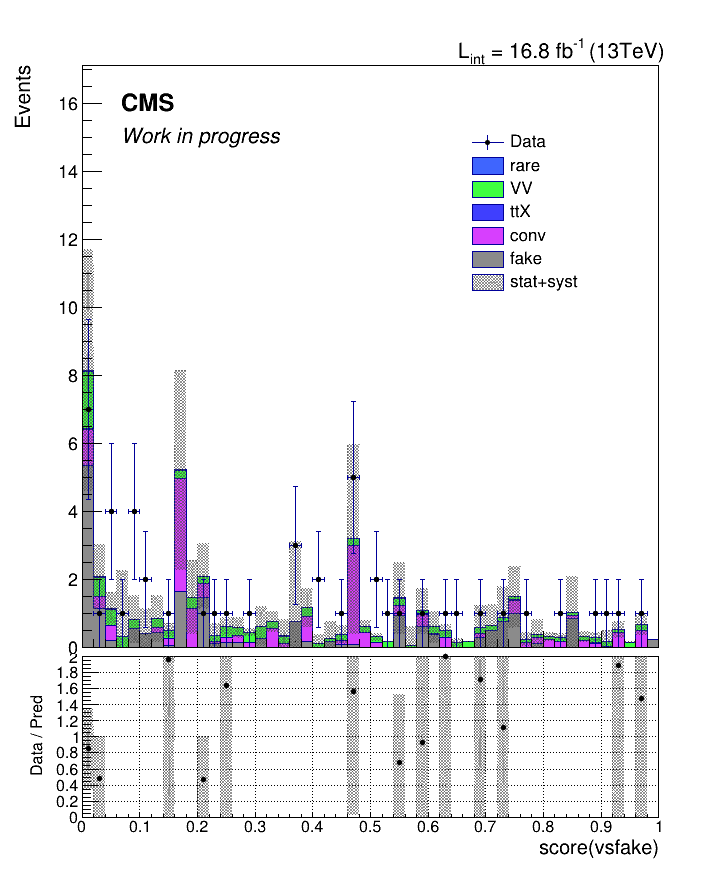 L_int = 16.8 fb^-1 (13TeV)
Events
CMS
Work in progress
Data
rare
VV
ttX
conv
fake
stat+syst
16
14
12
10
8
6
4
2
0
Data / Pred
2
1.8
1.6
1.4
1.2
1
0.8
0.6
0.4
0.2
0
0 0.1 0.2 0.3 0.4 0.5 0.6 0.7 0.8 0.9 1
score(vsfake)